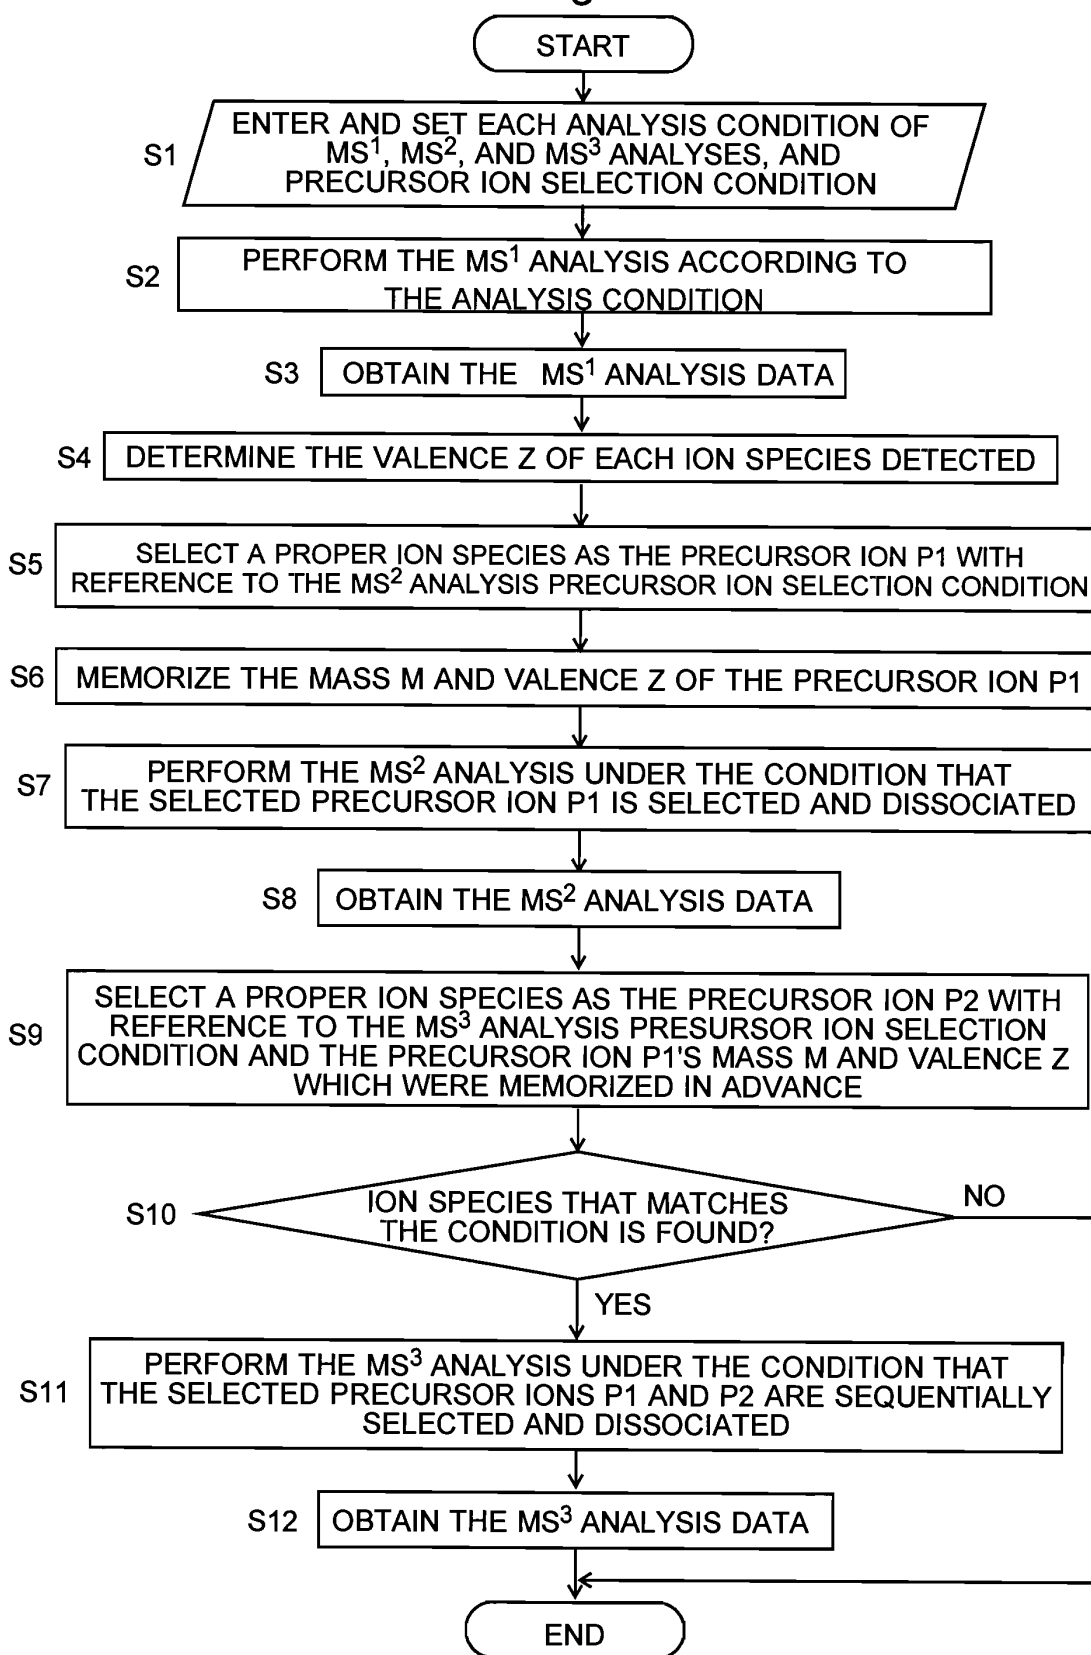 START
S1
ENTER AND SET EACH ANALYSIS CONDITION OF
MS¹, MS², AND MS³ ANALYSES, AND
PRECURSOR ION SELECTION CONDITION
S2
PERFORM THE MS¹ ANALYSIS ACCORDING TO
THE ANALYSIS CONDITION
S3
OBTAIN THE MS¹ ANALYSIS DATA
S4
DETERMINE THE VALENCE Z OF EACH ION SPECIES DETECTED
S5
SELECT A PROPER ION SPECIES AS THE PRECURSOR ION P1 WITH
REFERENCE TO THE MS² ANALYSIS PRECURSOR ION SELECTION CONDITION
S6
MEMORIZE THE MASS M AND VALENCE Z OF THE PRECURSOR ION P1
S7
PERFORM THE MS² ANALYSIS UNDER THE CONDITION THAT
THE SELECTED PRECURSOR ION P1 IS SELECTED AND DISSOCIATED
S8
OBTAIN THE MS² ANALYSIS DATA
S9
SELECT A PROPER ION SPECIES AS THE PRECURSOR ION P2 WITH
REFERENCE TO THE MS³ ANALYSIS PRESURSOR ION SELECTION
CONDITION AND THE PRECURSOR ION P1'S MASS M AND VALENCE Z
WHICH WERE MEMORIZED IN ADVANCE
S10
ION SPECIES THAT MATCHES
THE CONDITION IS FOUND?
NO
YES
S11
PERFORM THE MS³ ANALYSIS UNDER THE CONDITION THAT
THE SELECTED PRECURSOR IONS P1 AND P2 ARE SEQUENTIALLY
SELECTED AND DISSOCIATED
S12
OBTAIN THE MS³ ANALYSIS DATA
END